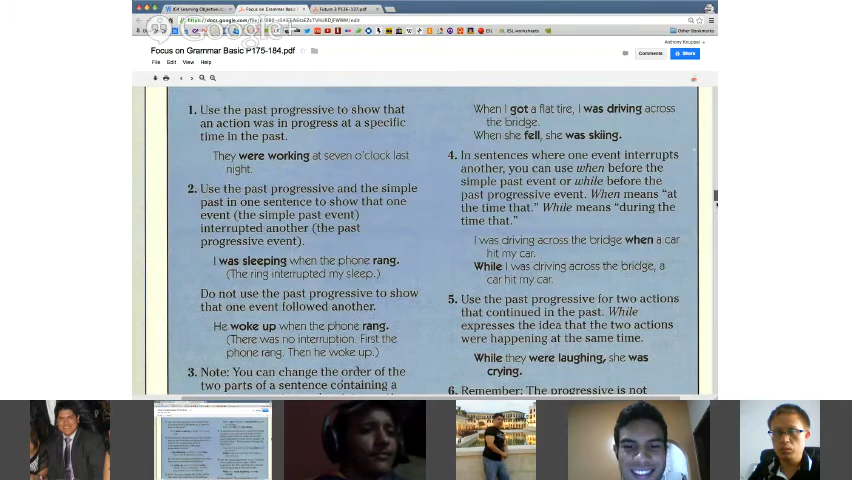 Focus on Grammar Basic P175-184.pdf
File Edit View Help
Comments
Share
Other Bookmarks
ESL
ESL worksheets
1. Use the past progressive to show that
an action was in progress at a specific
time in the past.
They were working at seven o'clock last
night.
2. Use the past progressive and the simple
past in one sentence to show that one
event (the simple past event)
interrupted another (the past
progressive event).
I was sleeping when the phone rang.
(The ring interrupted my sleep.)
Do not use the past progressive to show
that one event followed another.
He woke up when the phone rang.
(There was no interruption. First the
phone rang. Then he woke up.)
3. Note: You can change the order of the
two parts of a sentence containing a
When I got a flat tire, I was driving across
the bridge.
When she fell, she was skiing.
4. In sentences where one event interrupts
another, you can use when before the
simple past event or while before the
past progressive event. When means "at
the time that." While means "during the
time that."
I was driving across the bridge when a car
hit my car.
While I was driving across the bridge, a
car hit my car.
5. Use the past progressive for two actions
that continued in the past. While
expresses the idea that the two actions
were happening at the same time.
While they were laughing, she was
crying.
6. Remember: The progressive is not